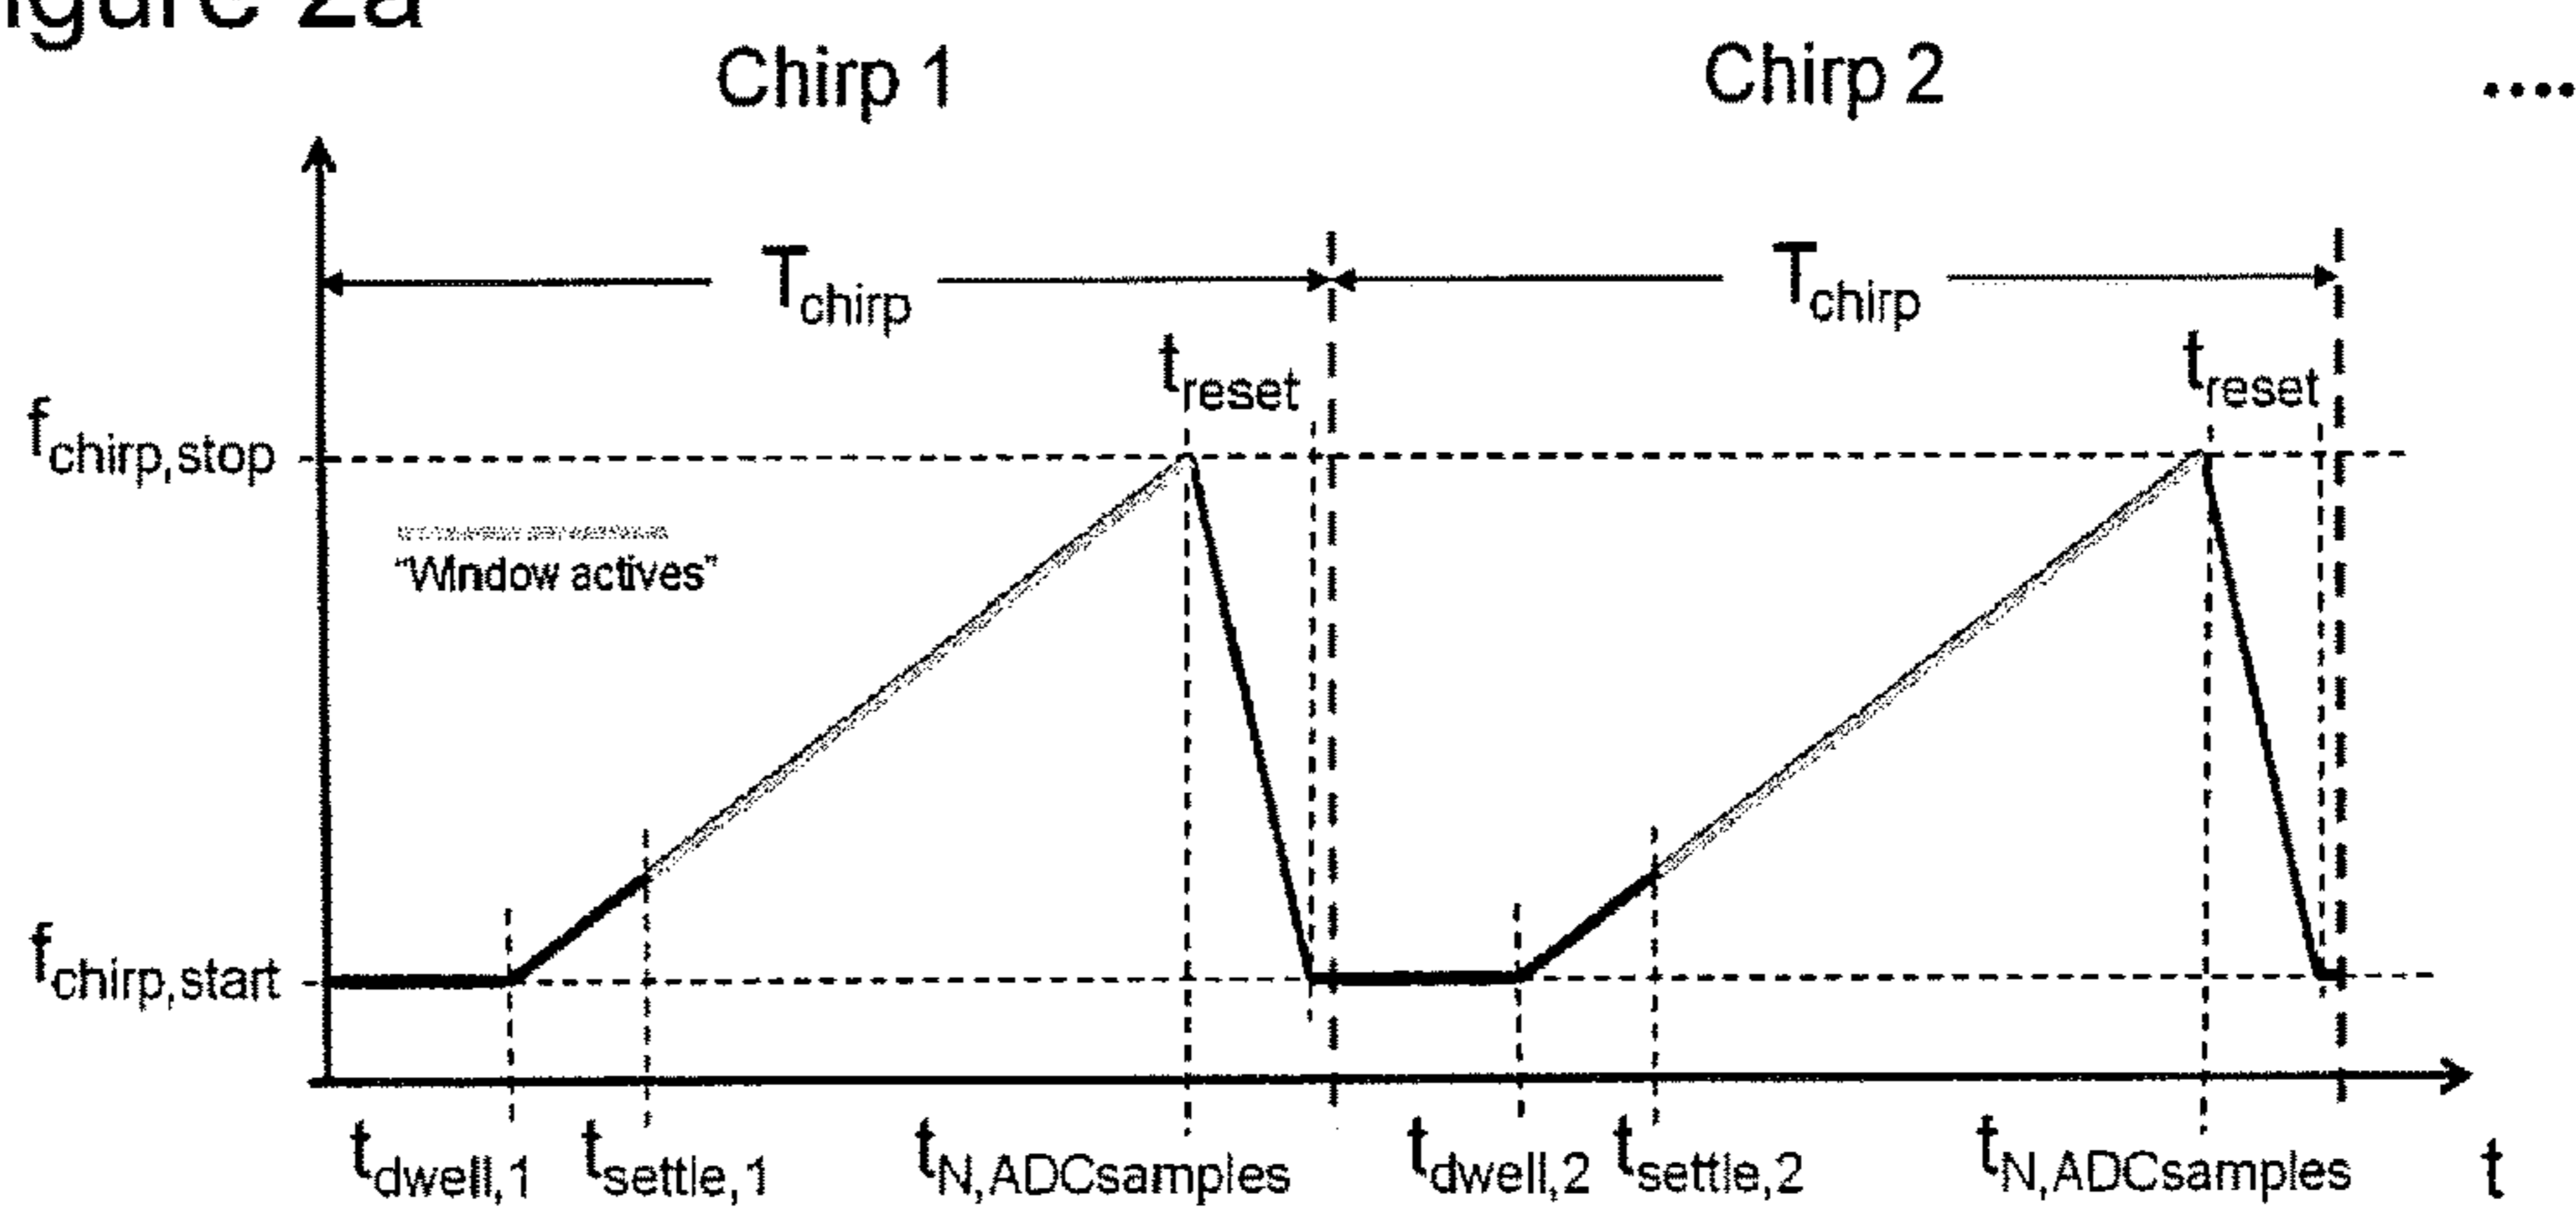 igure 2a
Chirp 1 Chirp 2 ....
Tchirp Tchirp
treset treset
fchirp,stop
"Window actives"
fchirp,start
tdwell,1 tsettle,1 tN,ADCsamples tdwell,2 tsettle,2 tN,ADCsamples t